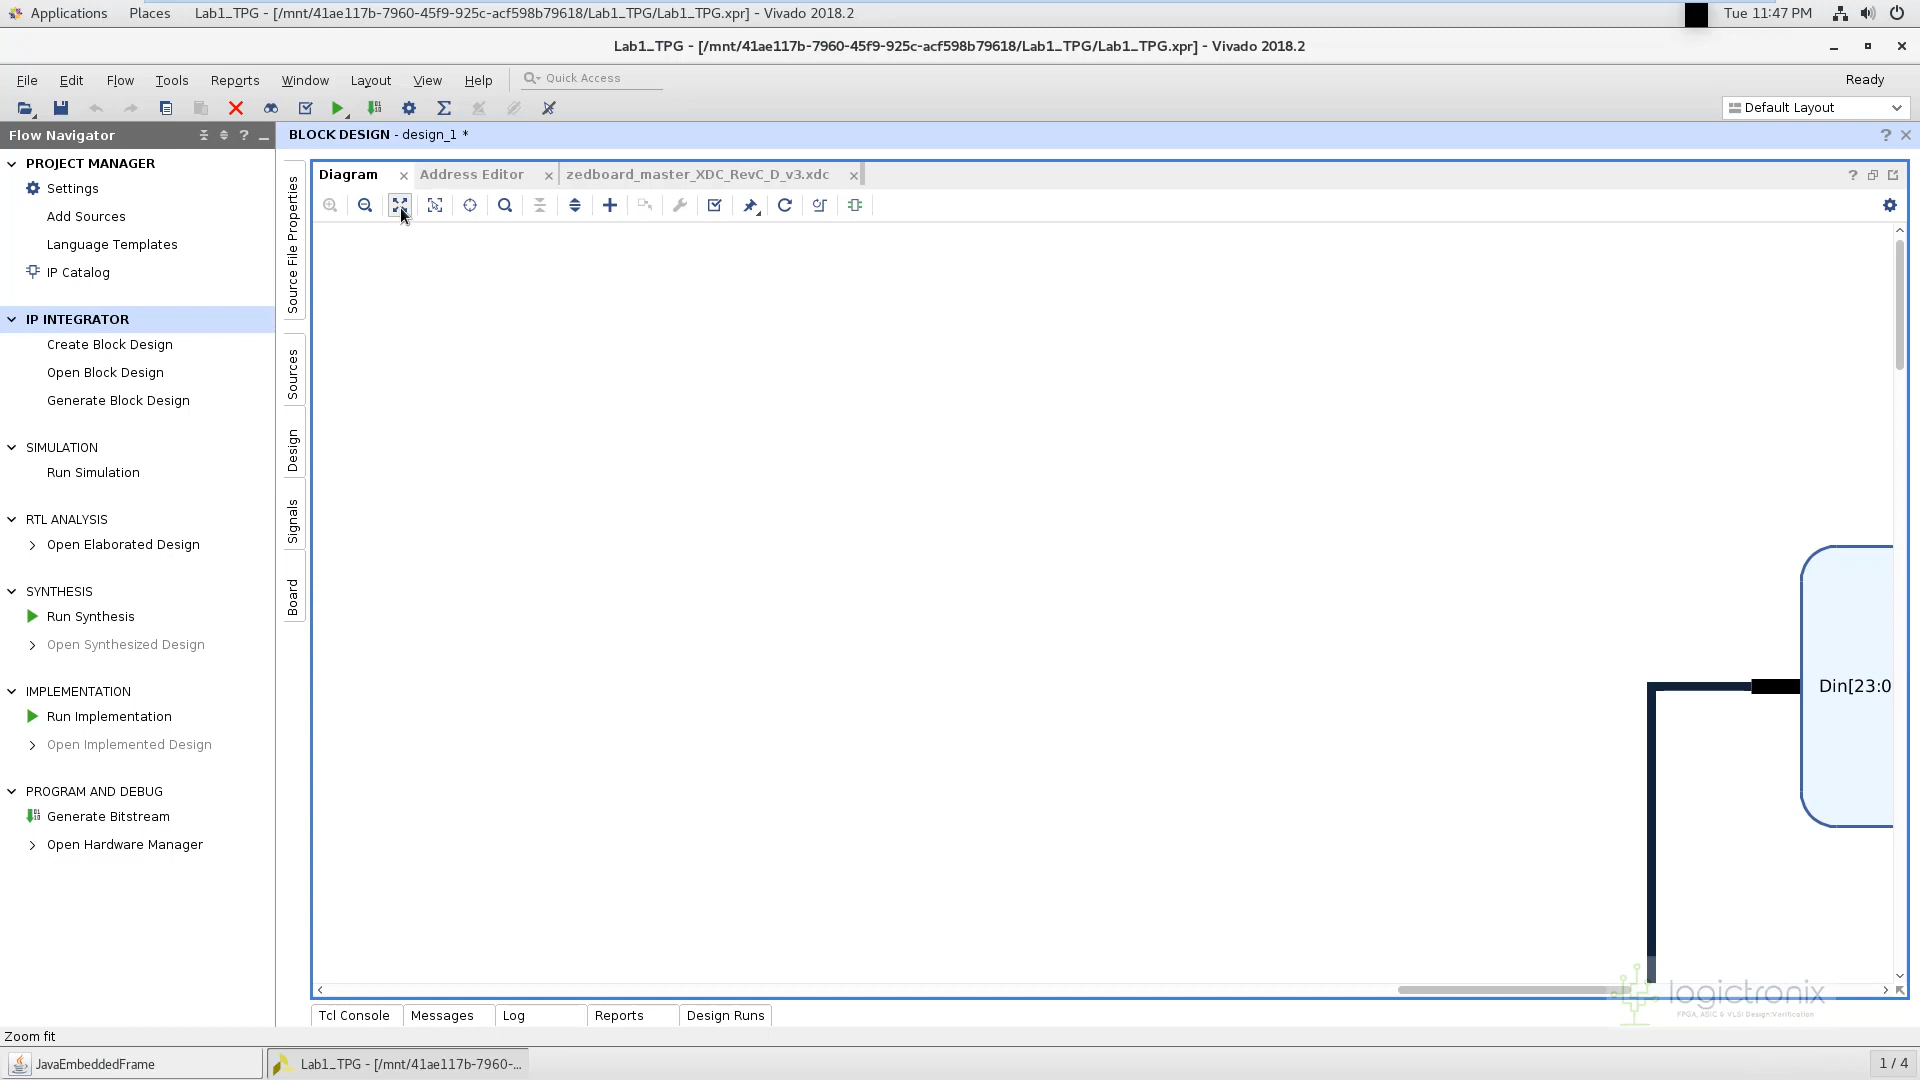 Applications Places Lab1_TPG - [/mnt/41ae117b-7960-45f9-925c-acf598b79618/Lab1_TPG/Lab1_TPG.xpr] - Vivado 2018.2 Tue 11:47 PM
Lab1_TPG - [/mnt/41ae117b-7960-45f9-925c-acf598b79618/Lab1_TPG/Lab1_TPG.xpr] - Vivado 2018.2
File Edit Flow Tools Reports Window Layout View Help Quick Access Ready
Default Layout
Flow Navigator
BLOCK DESIGN - design_1 *
PROJECT MANAGER
Settings
Add Sources
Language Templates
IP Catalog
IP INTEGRATOR
Create Block Design
Open Block Design
Generate Block Design
SIMULATION
Run Simulation
RTL ANALYSIS
Open Elaborated Design
SYNTHESIS
Run Synthesis
Open Synthesized Design
IMPLEMENTATION
Run Implementation
Open Implemented Design
PROGRAM AND DEBUG
Generate Bitstream
Open Hardware Manager
Source File Properties
Sources
Design
Signals
Board
Diagram Address Editor zedboard_master_XDC_RevC_D_v3.xdc
Din[23:0
logictronix
FPGA, ASIC & VLSI Design Verification
Tcl Console Messages Log Reports Design Runs
Zoom fit
JavaEmbeddedFrame Lab1_TPG - [/mnt/41ae117b-7960-... 1 / 4